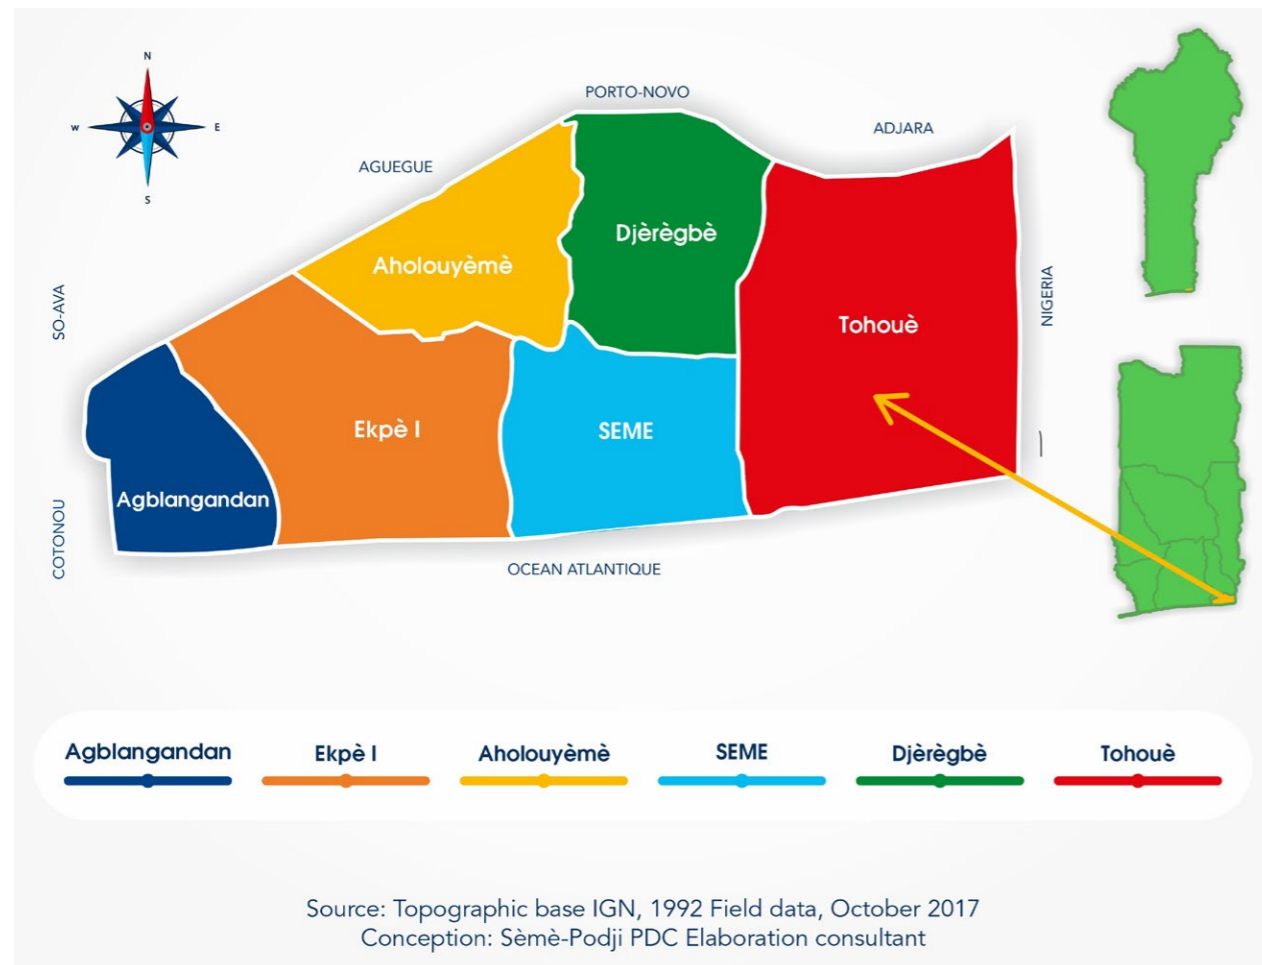 N
W
E
S
PORTO-NOVO
ADJARA
AGUEGUE
Djèrègbè
Aholouyèmè
SO-AVA
NIGERIA
Tohouè
Ekpè I
SEME
Agblangandan
COTONOU
OCEAN ATLANTIQUE
Agblangandan
Ekpè I
Aholouyèmè
SEME
Djèrègbè
Tohouè
Source: Topographic base IGN, 1992 Field data, October 2017
Conception: Sèmè-Podji PDC Elaboration consultant